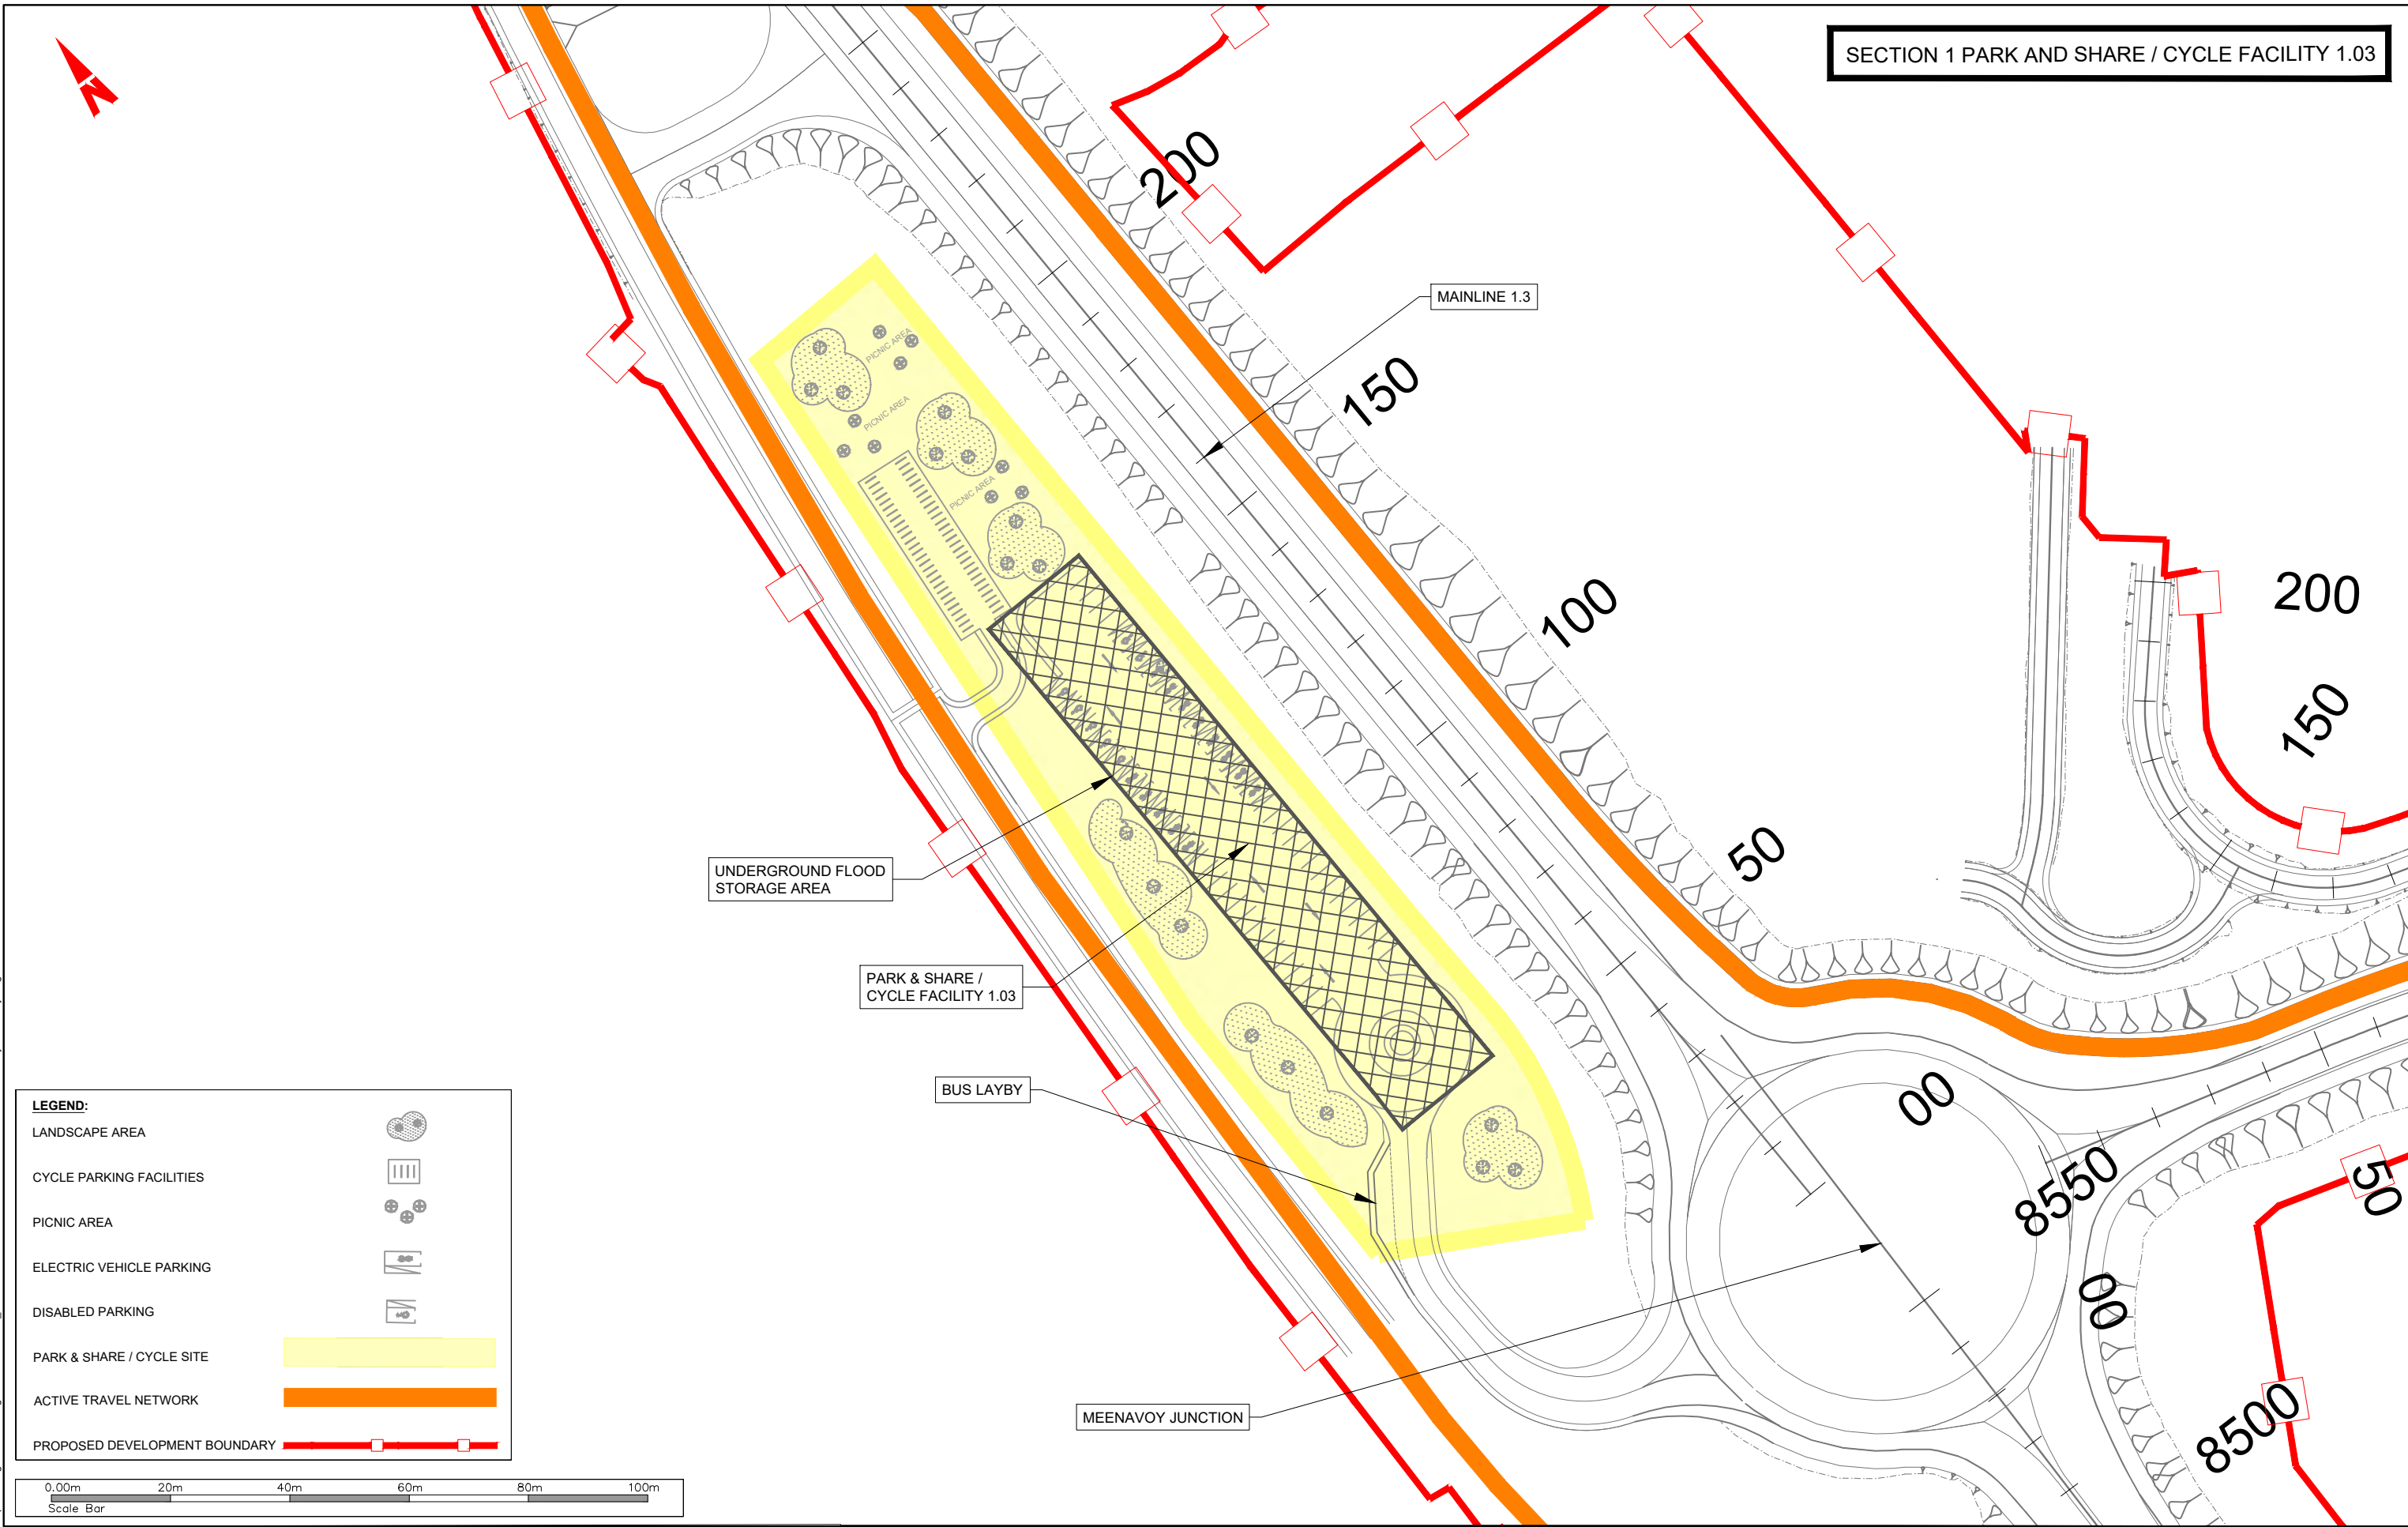 SECTION 1 PARK AND SHARE / CYCLE FACILITY 1.03
200
MAINLINE 1.3
PICNIC AREA
PICNIC AREA
PICNIC AREA
150
100
200
150
50
UNDERGROUND FLOOD
STORAGE AREA
PARK & SHARE /
CYCLE FACILITY 1.03
BUS LAYBY
00
8550
50
00
8500
MEENAVOY JUNCTION
LEGEND:
LANDSCAPE AREA
CYCLE PARKING FACILITIES
PICNIC AREA
ELECTRIC VEHICLE PARKING
DISABLED PARKING
PARK & SHARE / CYCLE SITE
ACTIVE TRAVEL NETWORK
PROPOSED DEVELOPMENT BOUNDARY
0.00m 20m 40m 60m 80m 100m
Scale Bar